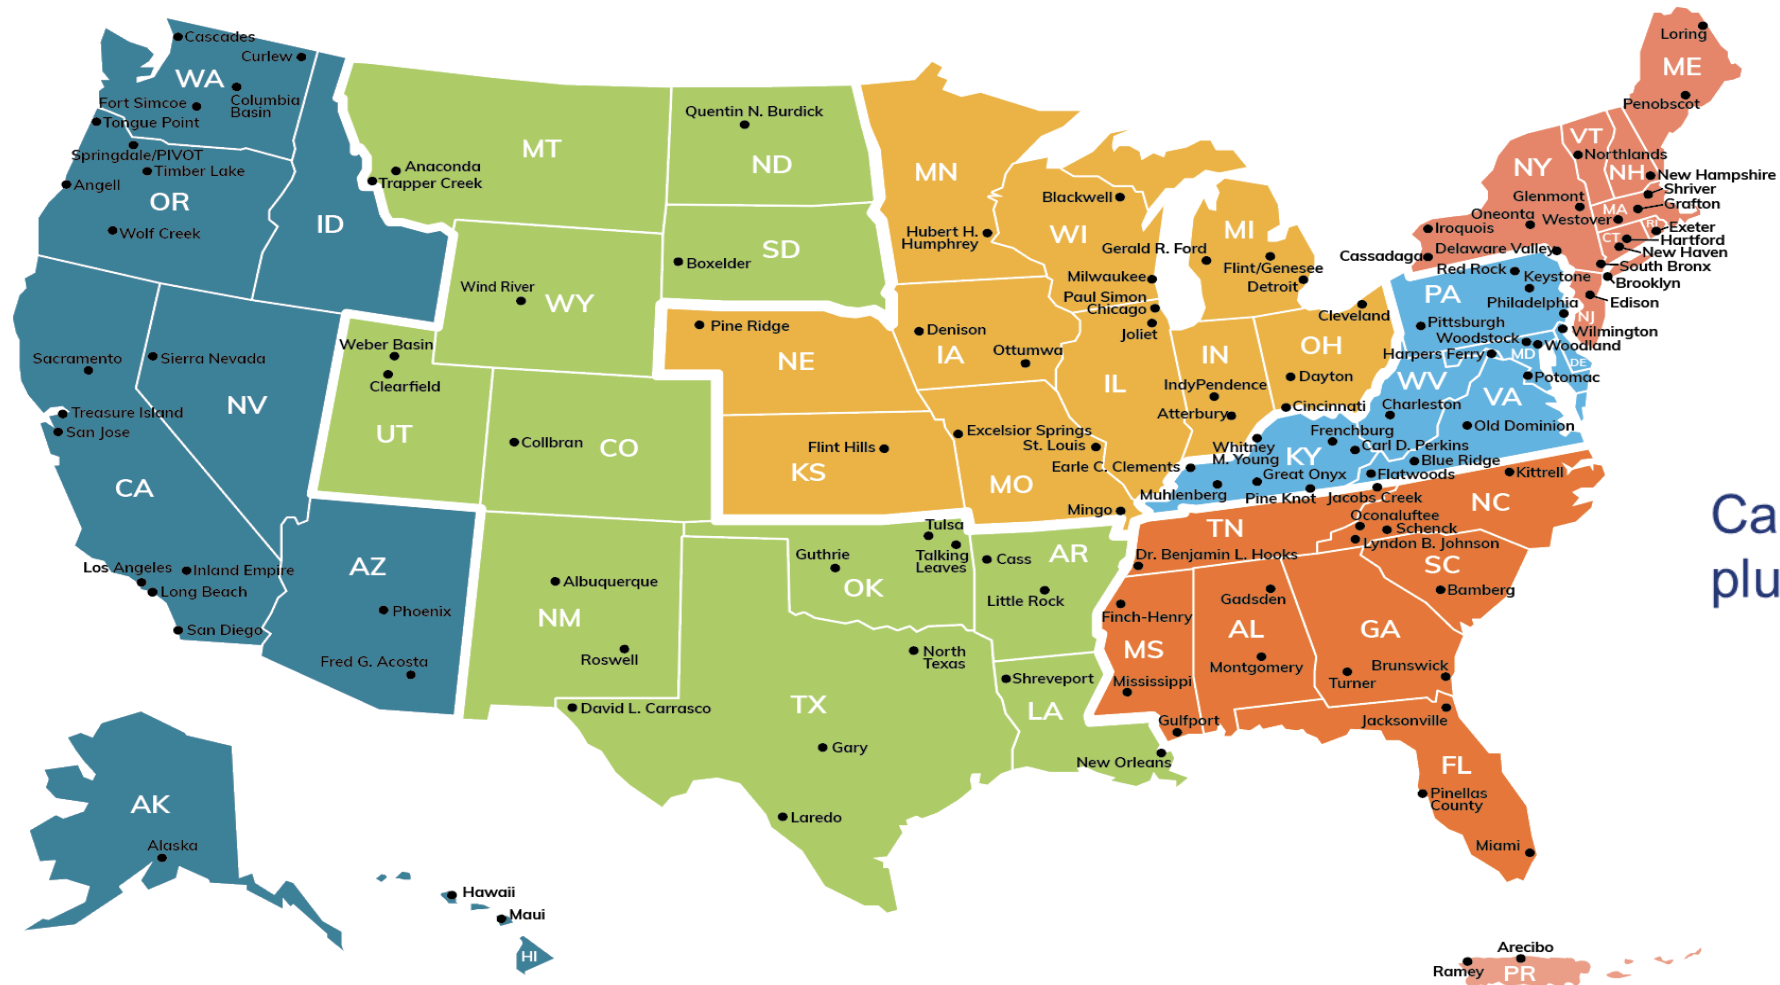 Cascades
Curlew
WA
Fort Simcoe
Columbia
Basin
Tongue Point
Springdale/PIVOT
Timber Lake
Angell
OR
Wolf Creek
ID
Sacramento
Sierra Nevada
NV
Treasure Island
San Jose
CA
Los Angeles
Inland Empire
Long Beach
San Diego
AZ
Phoenix
Fred G. Acosta
AK
Alaska
Hawaii
Maui
HI
MT
Anaconda
Trapper Creek
Quentin N. Burdick
ND
SD
Boxelder
Wind River
WY
Weber Basin
Clearfield
UT
Collbran
CO
Albuquerque
NM
Roswell
Tulsa
Guthrie
Talking
Leaves
OK
Cass
AR
Little Rock
North
Texas
TX
David L. Carrasco
Gary
Laredo
Shreveport
LA
New Orleans
MN
Hubert H.
Humphrey
Blackwell
WI
Milwaukee
MI
Gerald R. Ford
Flint/Genesee
Detroit
Paul Simon
Chicago
Joliet
Pine Ridge
NE
Denison
IA
Ottumwa
IL
IN
IndyPendence
Atterbury
OH
Cleveland
Dayton
Cincinnati
Flint Hills
KS
Excelsior Springs
St. Louis
MO
Mingo
Loring
ME
Penobscot
VT
Northlands
NH
New Hampshire
Shriver
NY
Glenmont
MA
Grafton
Oneonta
Westover
RI
Exeter
Iroquois
CT
Hartford
Cassadaga
Delaware Valley
New Haven
South Bronx
Brooklyn
Edison
NJ
Red Rock
Keystone
PA
Philadelphia
Pittsburgh
Wilmington
Woodstock
Woodland
Harpers Ferry
MD
DE
WV
Potomac
VA
Charleston
Old Dominion
Frenchburg
Whitney
M. Young
KY
Carl D. Perkins
Blue Ridge
Earle C. Clements
Great Onyx
Flatwoods
Muhlenberg
Pine Knot
Jacobs Creek
Kittrell
NC
TN
Oconaluftee
Schenck
Dr. Benjamin L. Hooks
Lyndon B. Johnson
SC
Bamberg
Finch-Henry
Gadsden
MS
AL
GA
Montgomery
Brunswick
Turner
Mississippi
Gulfport
Jacksonville
FL
Pinellas
County
Miami
Arecibo
Ramey
PR
Ca
plu